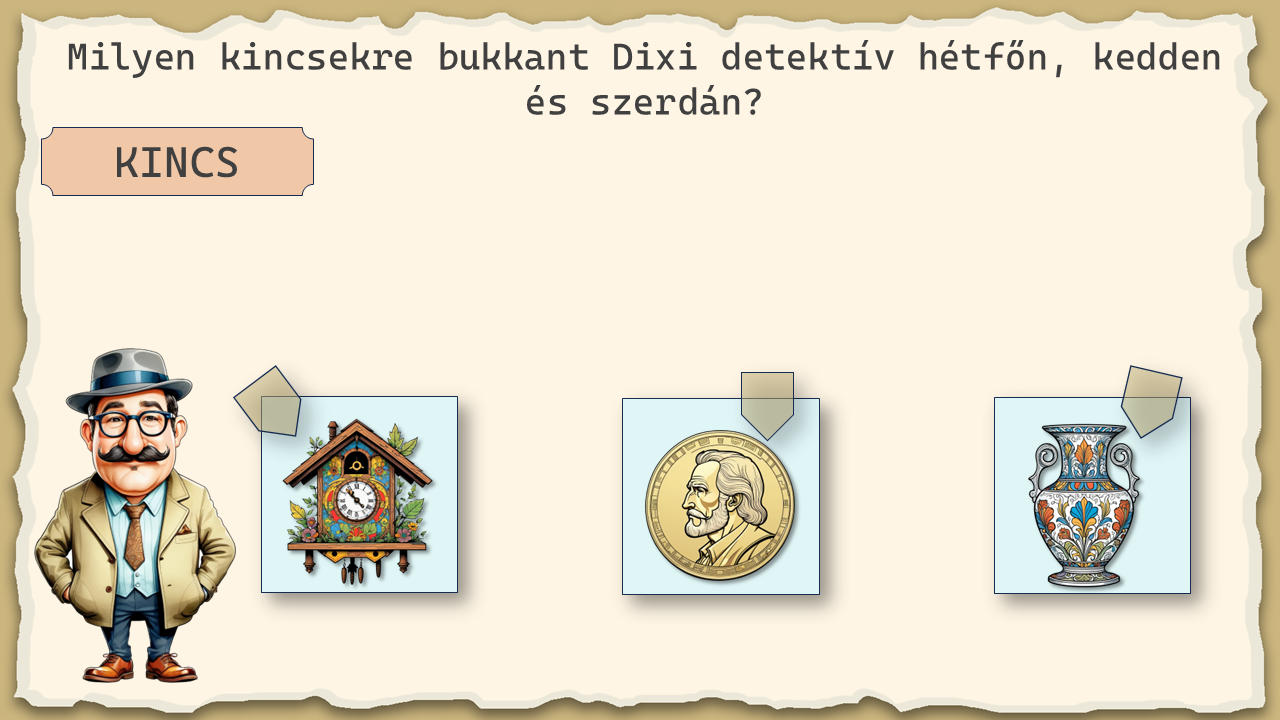 Milyen kincsekre bukkant Dixi detektív hétfőn, kedden
és szerdán?
KINCS